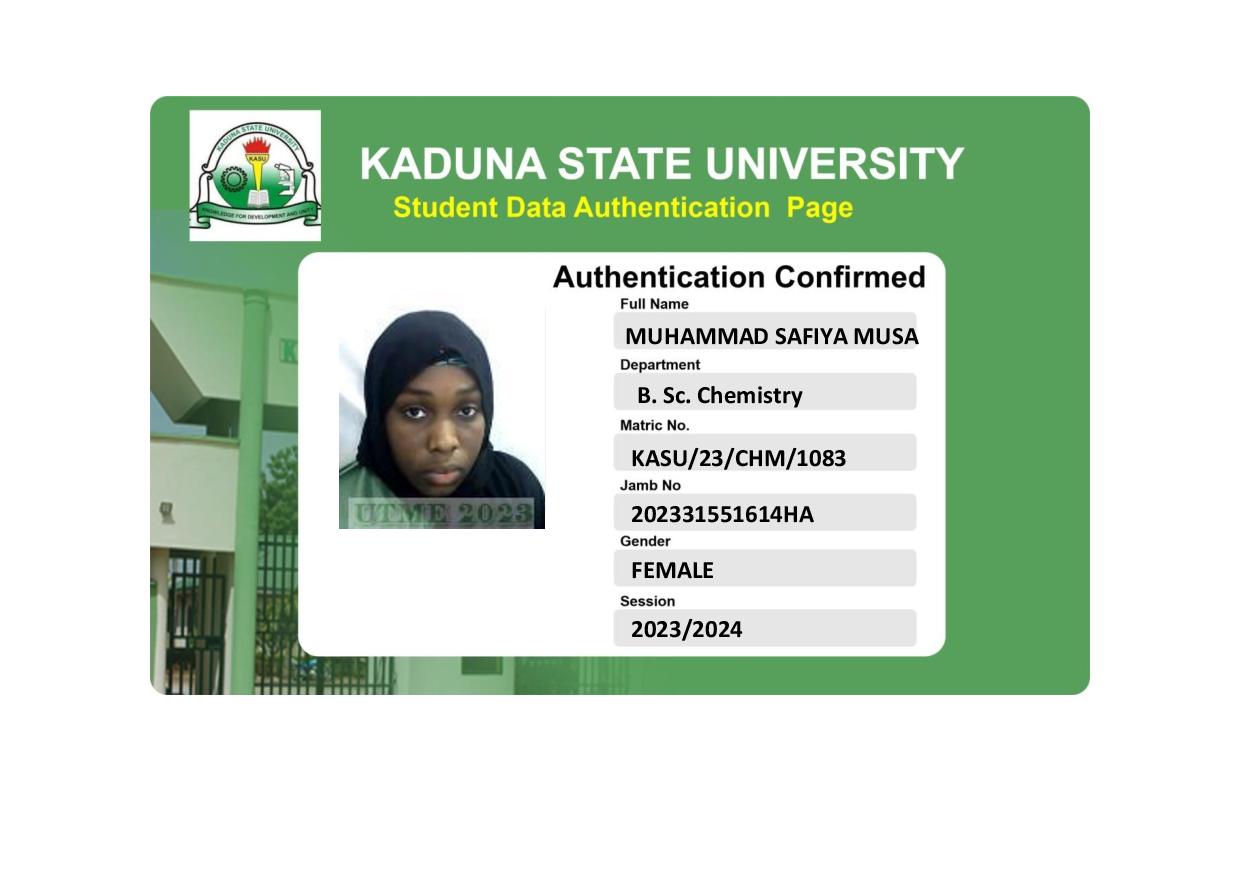 KADUNA STATE UNIVERSITY
KASU
KNOWLEDGE FOR DEVELOPMENT AND UNITY
KADUNA STATE UNIVERSITY
Student Data Authentication Page
Authentication Confirmed
Full Name
MUHAMMAD SAFIYA MUSA
Department
B. Sc. Chemistry
Matric No.
KASU/23/CHM/1083
Jamb No
202331551614HA
Gender
FEMALE
Session
2023/2024
UTME 2023
K